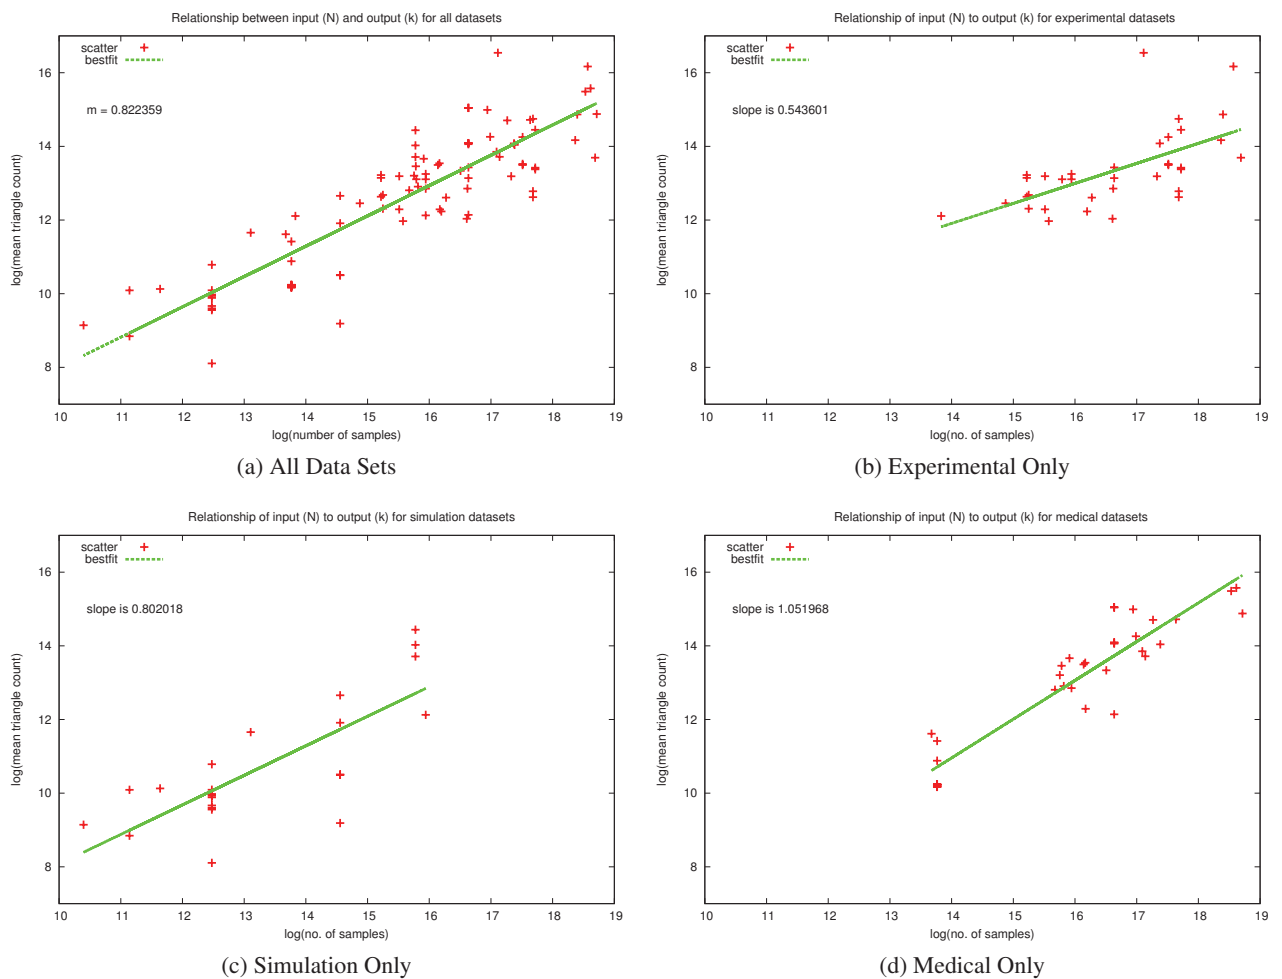 Relationship between input (N) and output (k) for all datasets
scatter
bestfit
m = 0.822359
log(mean triangle count)
16
14
12
10
8
10 11 12 13 14 15 16 17 18 19
log(number of samples)
(a) All Data Sets
Relationship of input (N) to output (k) for experimental datasets
scatter
bestfit
slope is 0.543601
log(mean triangle count)
16
14
12
10
8
10 11 12 13 14 15 16 17 18 19
log(no. of samples)
(b) Experimental Only
Relationship of input (N) to output (k) for simulation datasets
scatter
bestfit
slope is 0.802018
log(mean triangle count)
16
14
12
10
8
10 11 12 13 14 15 16 17 18 19
log(no. of samples)
(c) Simulation Only
Relationship of input (N) to output (k) for medical datasets
scatter
bestfit
slope is 1.051968
log(mean triangle count)
16
14
12
10
8
10 11 12 13 14 15 16 17 18 19
log(no. of samples)
(d) Medical Only